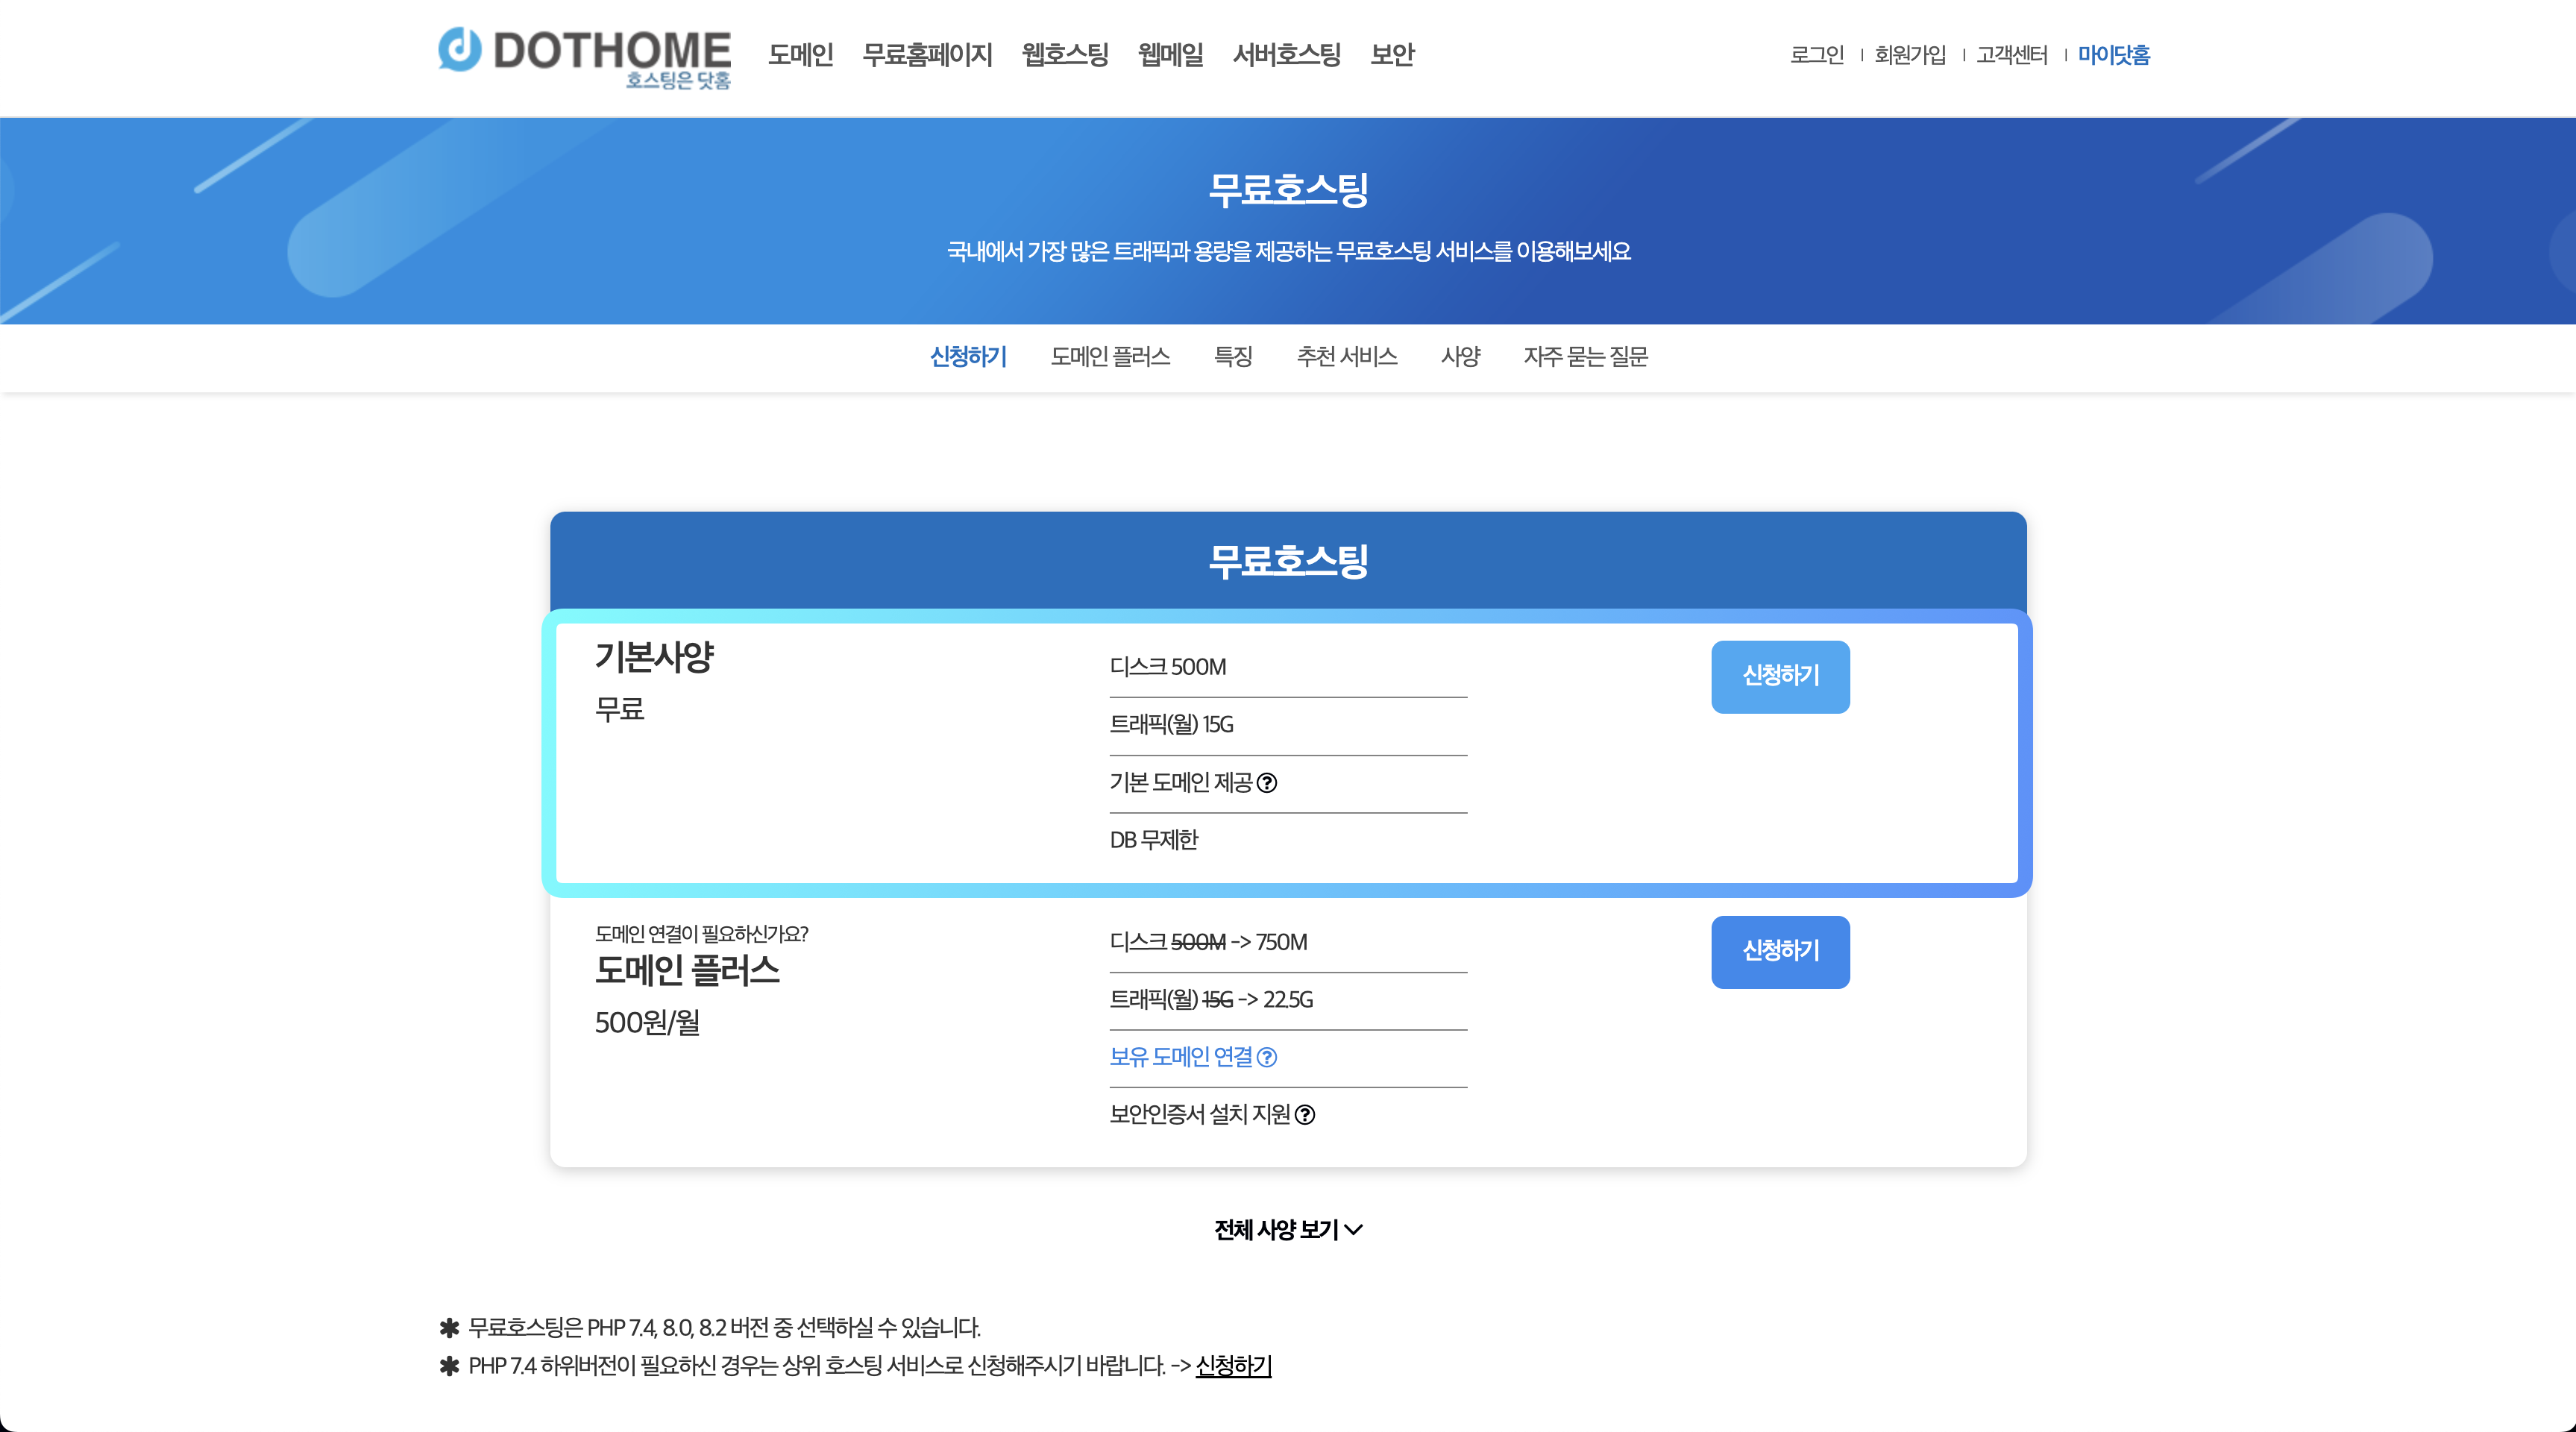 DOTHOME
호스팅은 닷홈
도메인 무료홈페이지 웹호스팅 웹메일 서버호스팅 보안
로그인 회원가입 고객센터 마이닷홈
무료호스팅
국내에서 가장 많은 트래픽과 용량을 제공하는 무료호스팅 서비스를 이용해보세요
신청하기 도메인 플러스 특징 추천 서비스 사양 자주 묻는 질문
무료호스팅
기본사양
무료
디스크 500M
트래픽(월) 15G
기본 도메인 제공 ?
DB 무제한
신청하기
도메인 연결이 필요하신가요?
도메인 플러스
500원/월
디스크 500M -> 750M
트래픽(월) 15G -> 22.5G
보유 도메인 연결 ?
보안인증서 설치 지원 ?
신청하기
전체 사양 보기
✱ 무료호스팅은 PHP 7.4, 8.0, 8.2 버전 중 선택하실 수 있습니다.
✱ PHP 7.4 하위버전이 필요하신 경우는 상위 호스팅 서비스로 신청해주시기 바랍니다. -> 신청하기